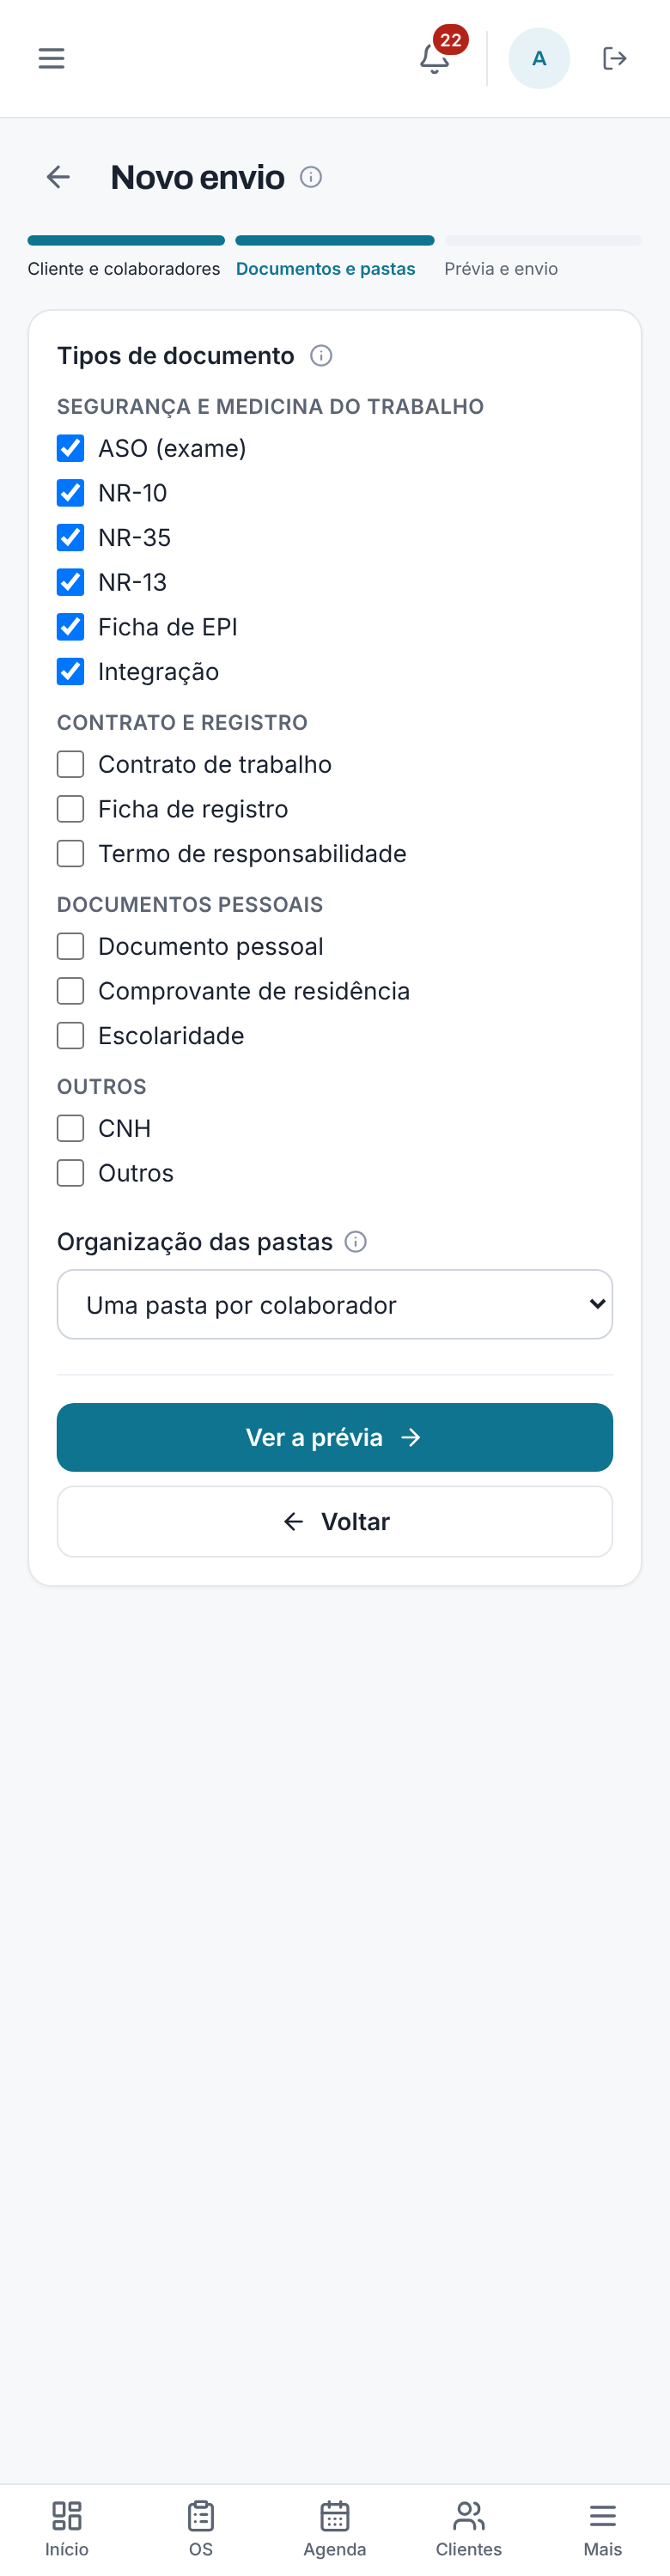 22
A
Novo envio
Cliente e colaboradores
Documentos e pastas
Prévia e envio
Tipos de documento
SEGURANÇA E MEDICINA DO TRABALHO
ASO (exame)
NR-10
NR-35
NR-13
Ficha de EPI
Integração
CONTRATO E REGISTRO
Contrato de trabalho
Ficha de registro
Termo de responsabilidade
DOCUMENTOS PESSOAIS
Documento pessoal
Comprovante de residência
Escolaridade
OUTROS
CNH
Outros
Organização das pastas
Uma pasta por colaborador
Ver a prévia
Voltar
Início
OS
Agenda
Clientes
Mais